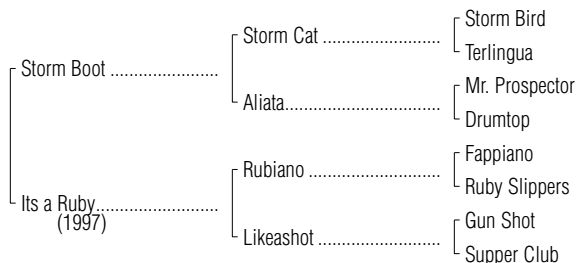 Storm Bird
Storm Cat ........................
Terlingua
Storm Boot ......................
Mr. Prospector
Aliata...............................
Drumtop
Fappiano
Rubiano ..........................
Ruby Slippers
Its a Ruby.........................
(1997)
Gun Shot
Likeashot ........................
Supper Club